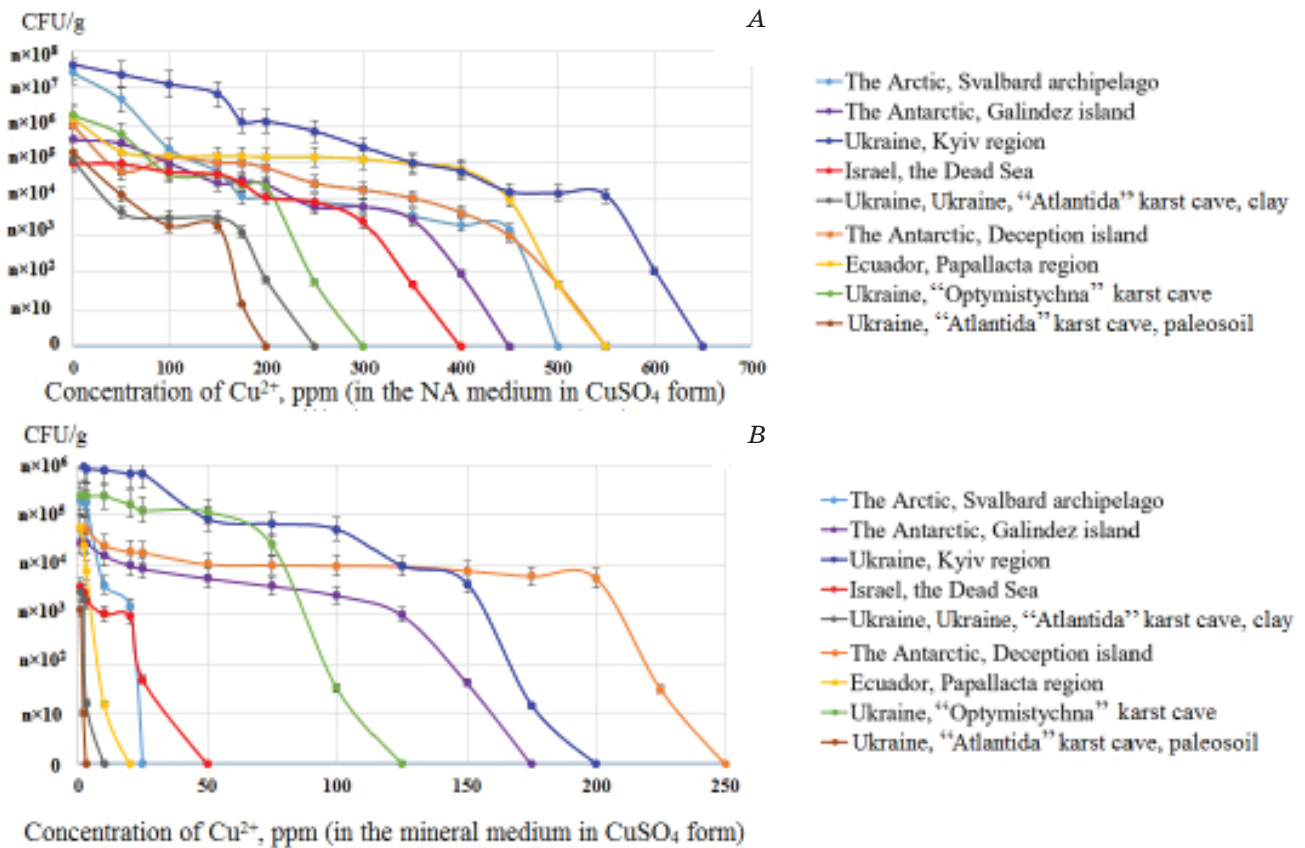 CFU/g
A
n×10⁸
n×10⁷
n×10⁶
n×10⁵
n×10⁴
n×10³
n×10²
n×10
0
0 100 200 300 400 500 600 700
Concentration of Cu²⁺, ppm (in the NA medium in CuSO₄ form)
The Arctic, Svalbard archipelago
The Antarctic, Galindez island
Ukraine, Kyiv region
Israel, the Dead Sea
Ukraine, Ukraine, “Atlantida” karst cave, clay
The Antarctic, Deception island
Ecuador, Papallacta region
Ukraine, “Optymistychna” karst cave
Ukraine, “Atlantida” karst cave, paleosoil
CFU/g
B
n×10⁶
n×10⁵
n×10⁴
n×10³
n×10²
n×10
0
0 50 100 150 200 250
Concentration of Cu²⁺, ppm (in the mineral medium in CuSO₄ form)
The Arctic, Svalbard archipelago
The Antarctic, Galindez island
Ukraine, Kyiv region
Israel, the Dead Sea
Ukraine, Ukraine, “Atlantida” karst cave, clay
The Antarctic, Deception island
Ecuador, Papallacta region
Ukraine, “Optymistychna” karst cave
Ukraine, “Atlantida” karst cave, paleosoil